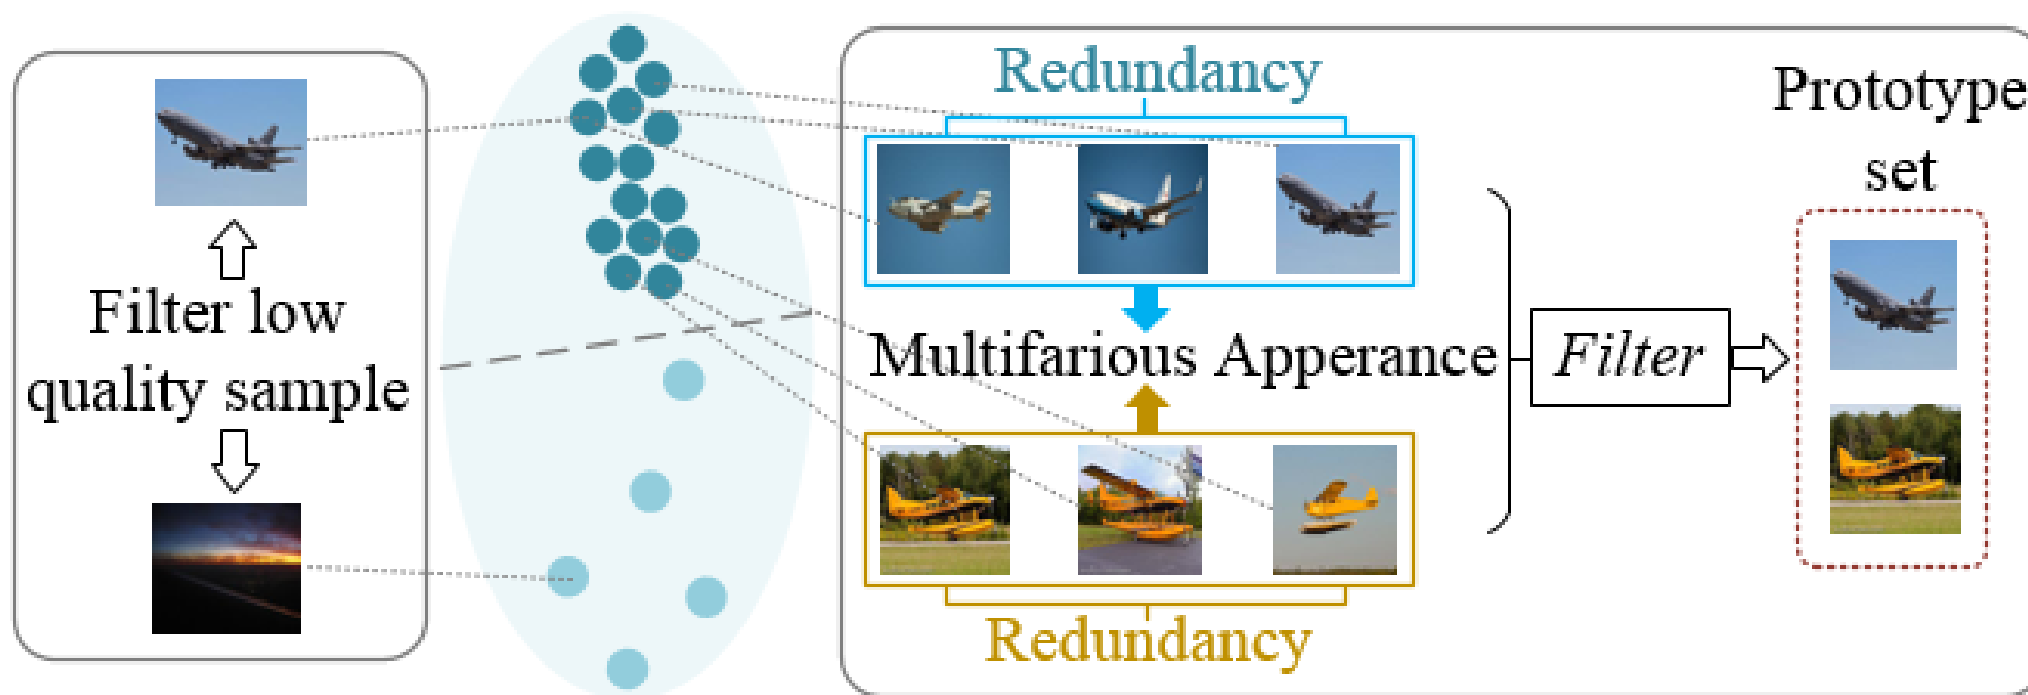 Filter low
quality sample
Redundancy
Multifarious Apperance
Redundancy
Filter
Prototype
set